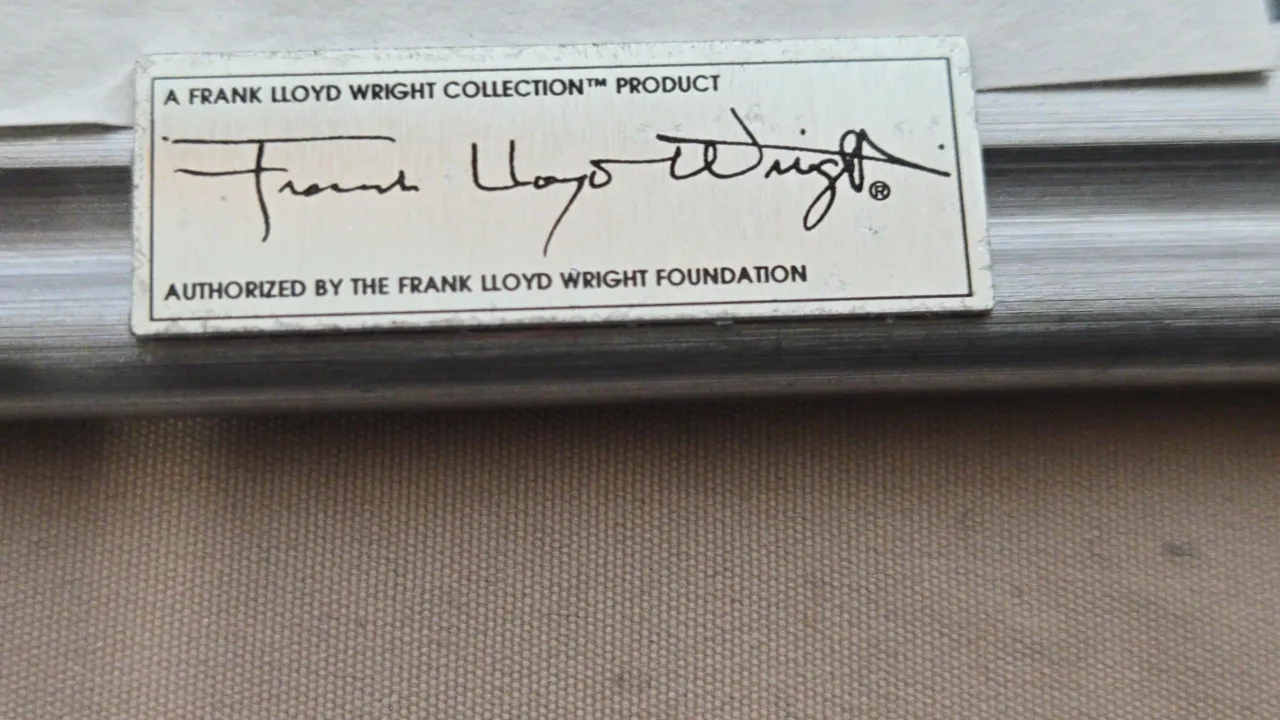 A FRANK LLOYD WRIGHT COLLECTION™ PRODUCT
Frank Lloyd Wright®
AUTHORIZED BY THE FRANK LLOYD WRIGHT FOUNDATION